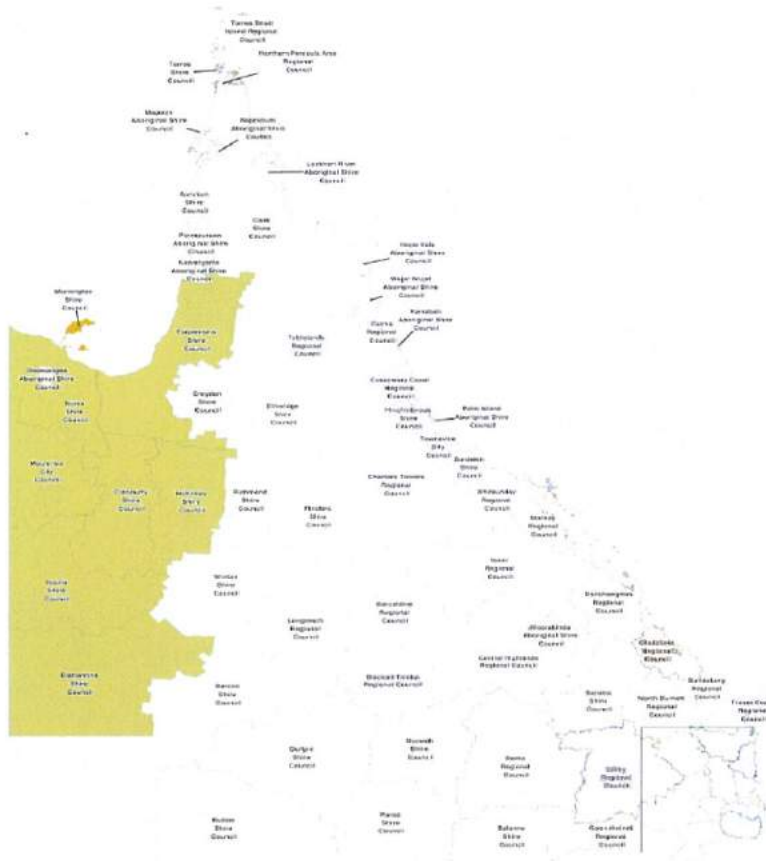 Torres Strait
Island Regional
Council
Northern Peninsula Area
Regional
Council
Torres
Shire
Council
Mapoon
Aboriginal Shire
Council
Napranum
Aboriginal Shire
Council
Lockhart River
Aboriginal Shire
Council
Aurukun
Shire
Council
Cook
Shire
Council
Pormpuraaw
Aboriginal Shire
Council
Kowanyama
Aboriginal Shire
Council
Hope Vale
Aboriginal Shire
Council
Wujal Wujal
Aboriginal Shire
Council
Mornington
Shire
Council
Yarrabah
Aboriginal Shire
Council
Cairns
Regional
Council
Carpentaria
Shire
Council
Tablelands
Regional
Council
Doomadgee
Aboriginal Shire
Council
Burke
Shire
Council
Croydon
Shire
Council
Etheridge
Shire
Council
Cassowary Coast
Regional
Council
Hinchinbrook
Shire
Council
Palm Island
Aboriginal Shire
Council
Townsville
City
Council
Burdekin
Shire
Council
Mount Isa
City
Council
Cloncurry
Shire
Council
McKinlay
Shire
Council
Richmond
Shire
Council
Flinders
Shire
Council
Charters Towers
Regional
Council
Whitsunday
Regional
Council
Mackay
Regional
Council
Isaac
Regional
Council
Boulia
Shire
Council
Winton
Shire
Council
Longreach
Regional
Council
Barcaldine
Regional
Council
Rockhampton
Regional
Council
Woorabinda
Aboriginal Shire
Council
Central Highlands
Regional Council
Gladstone
Regional
Council
Diamantina
Shire
Council
Barcoo
Shire
Council
Blackall Tambo
Regional Council
Banana
Shire
Council
North Burnett
Regional
Council
Bundaberg
Regional
Council
Fraser Coa
Regional
Council
Quilpie
Shire
Council
Murweh
Shire
Council
Roma
Regional
Council
Dalby
Regional
Council
Bulloo
Shire
Council
Paroo
Shire
Council
Balonne
Shire
Council
Goondiwindi
Regional
Council